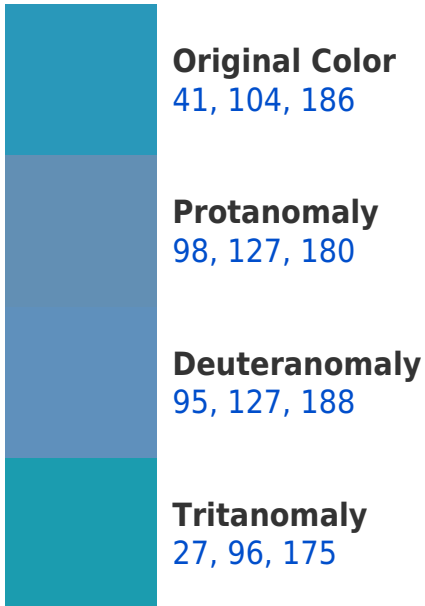 Original Color
41, 104, 186
Protanomaly
98, 127, 180
Deuteranomaly
95, 127, 188
Tritanomaly
27, 96, 175